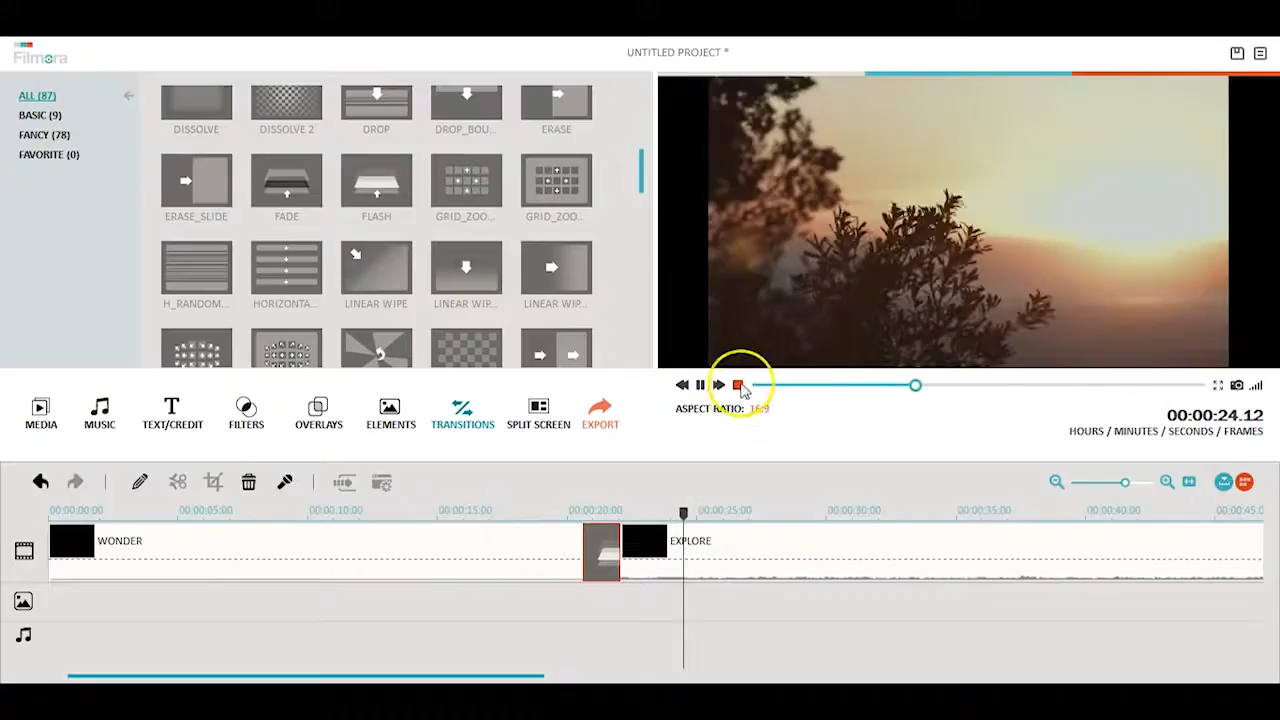 Filmora
UNTITLED PROJECT *
ALL (87)
BASIC (9)
FANCY (78)
FAVORITE (0)
DISSOLVE
DISSOLVE 2
DROP
DROP_BOU...
ERASE
ERASE_SLIDE
FADE
FLASH
GRID_ZOO...
GRID_ZOO...
H_RANDOM...
HORIZONTA...
LINEAR WIPE
LINEAR WIP...
LINEAR WIP...
ASPECT RATIO: 16:9
00:00:24.12
HOURS / MINUTES / SECONDS / FRAMES
MEDIA
MUSIC
TEXT/CREDIT
FILTERS
OVERLAYS
ELEMENTS
TRANSITIONS
SPLIT SCREEN
EXPORT
00:00:00:00
00:00:05:00
00:00:10:00
00:00:15:00
00:00:20:00
00:00:25:00
00:00:30:00
00:00:35:00
00:00:40:00
00:00:45:0
WONDER
EXPLORE